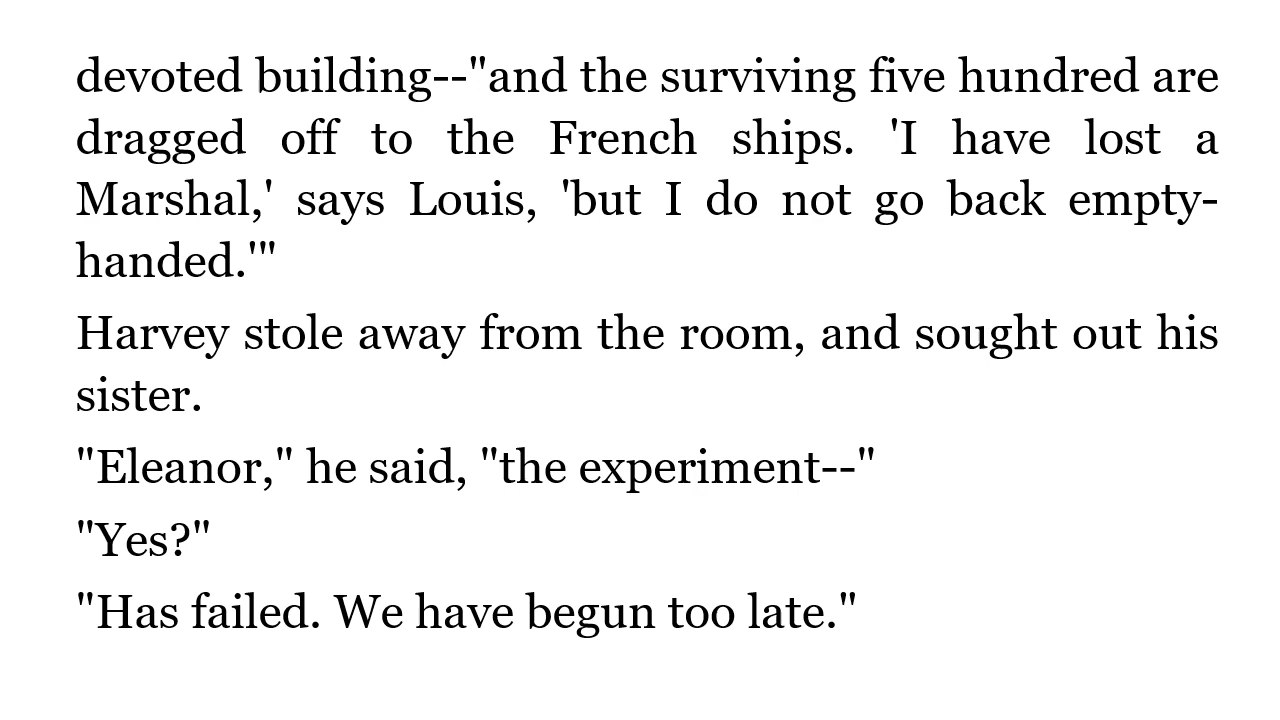 devoted building--"and the surviving five hundred are
dragged off to the French ships. 'I have lost a
Marshal,' says Louis, 'but I do not go back empty-
handed.'"
Harvey stole away from the room, and sought out his
sister.
"Eleanor," he said, "the experiment--"
"Yes?"
"Has failed. We have begun too late."